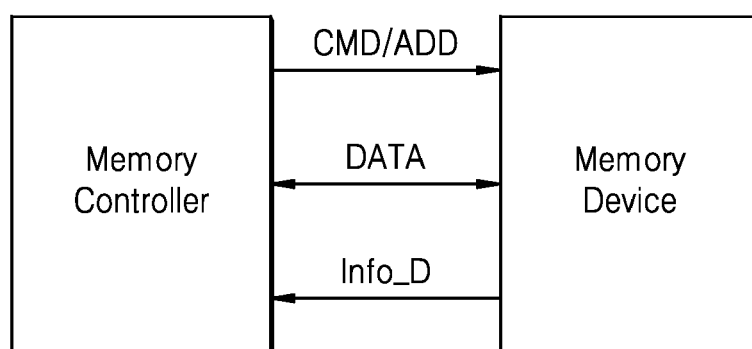 CMD/ADD
Memory
Controller
DATA
Memory
Device
Info_D